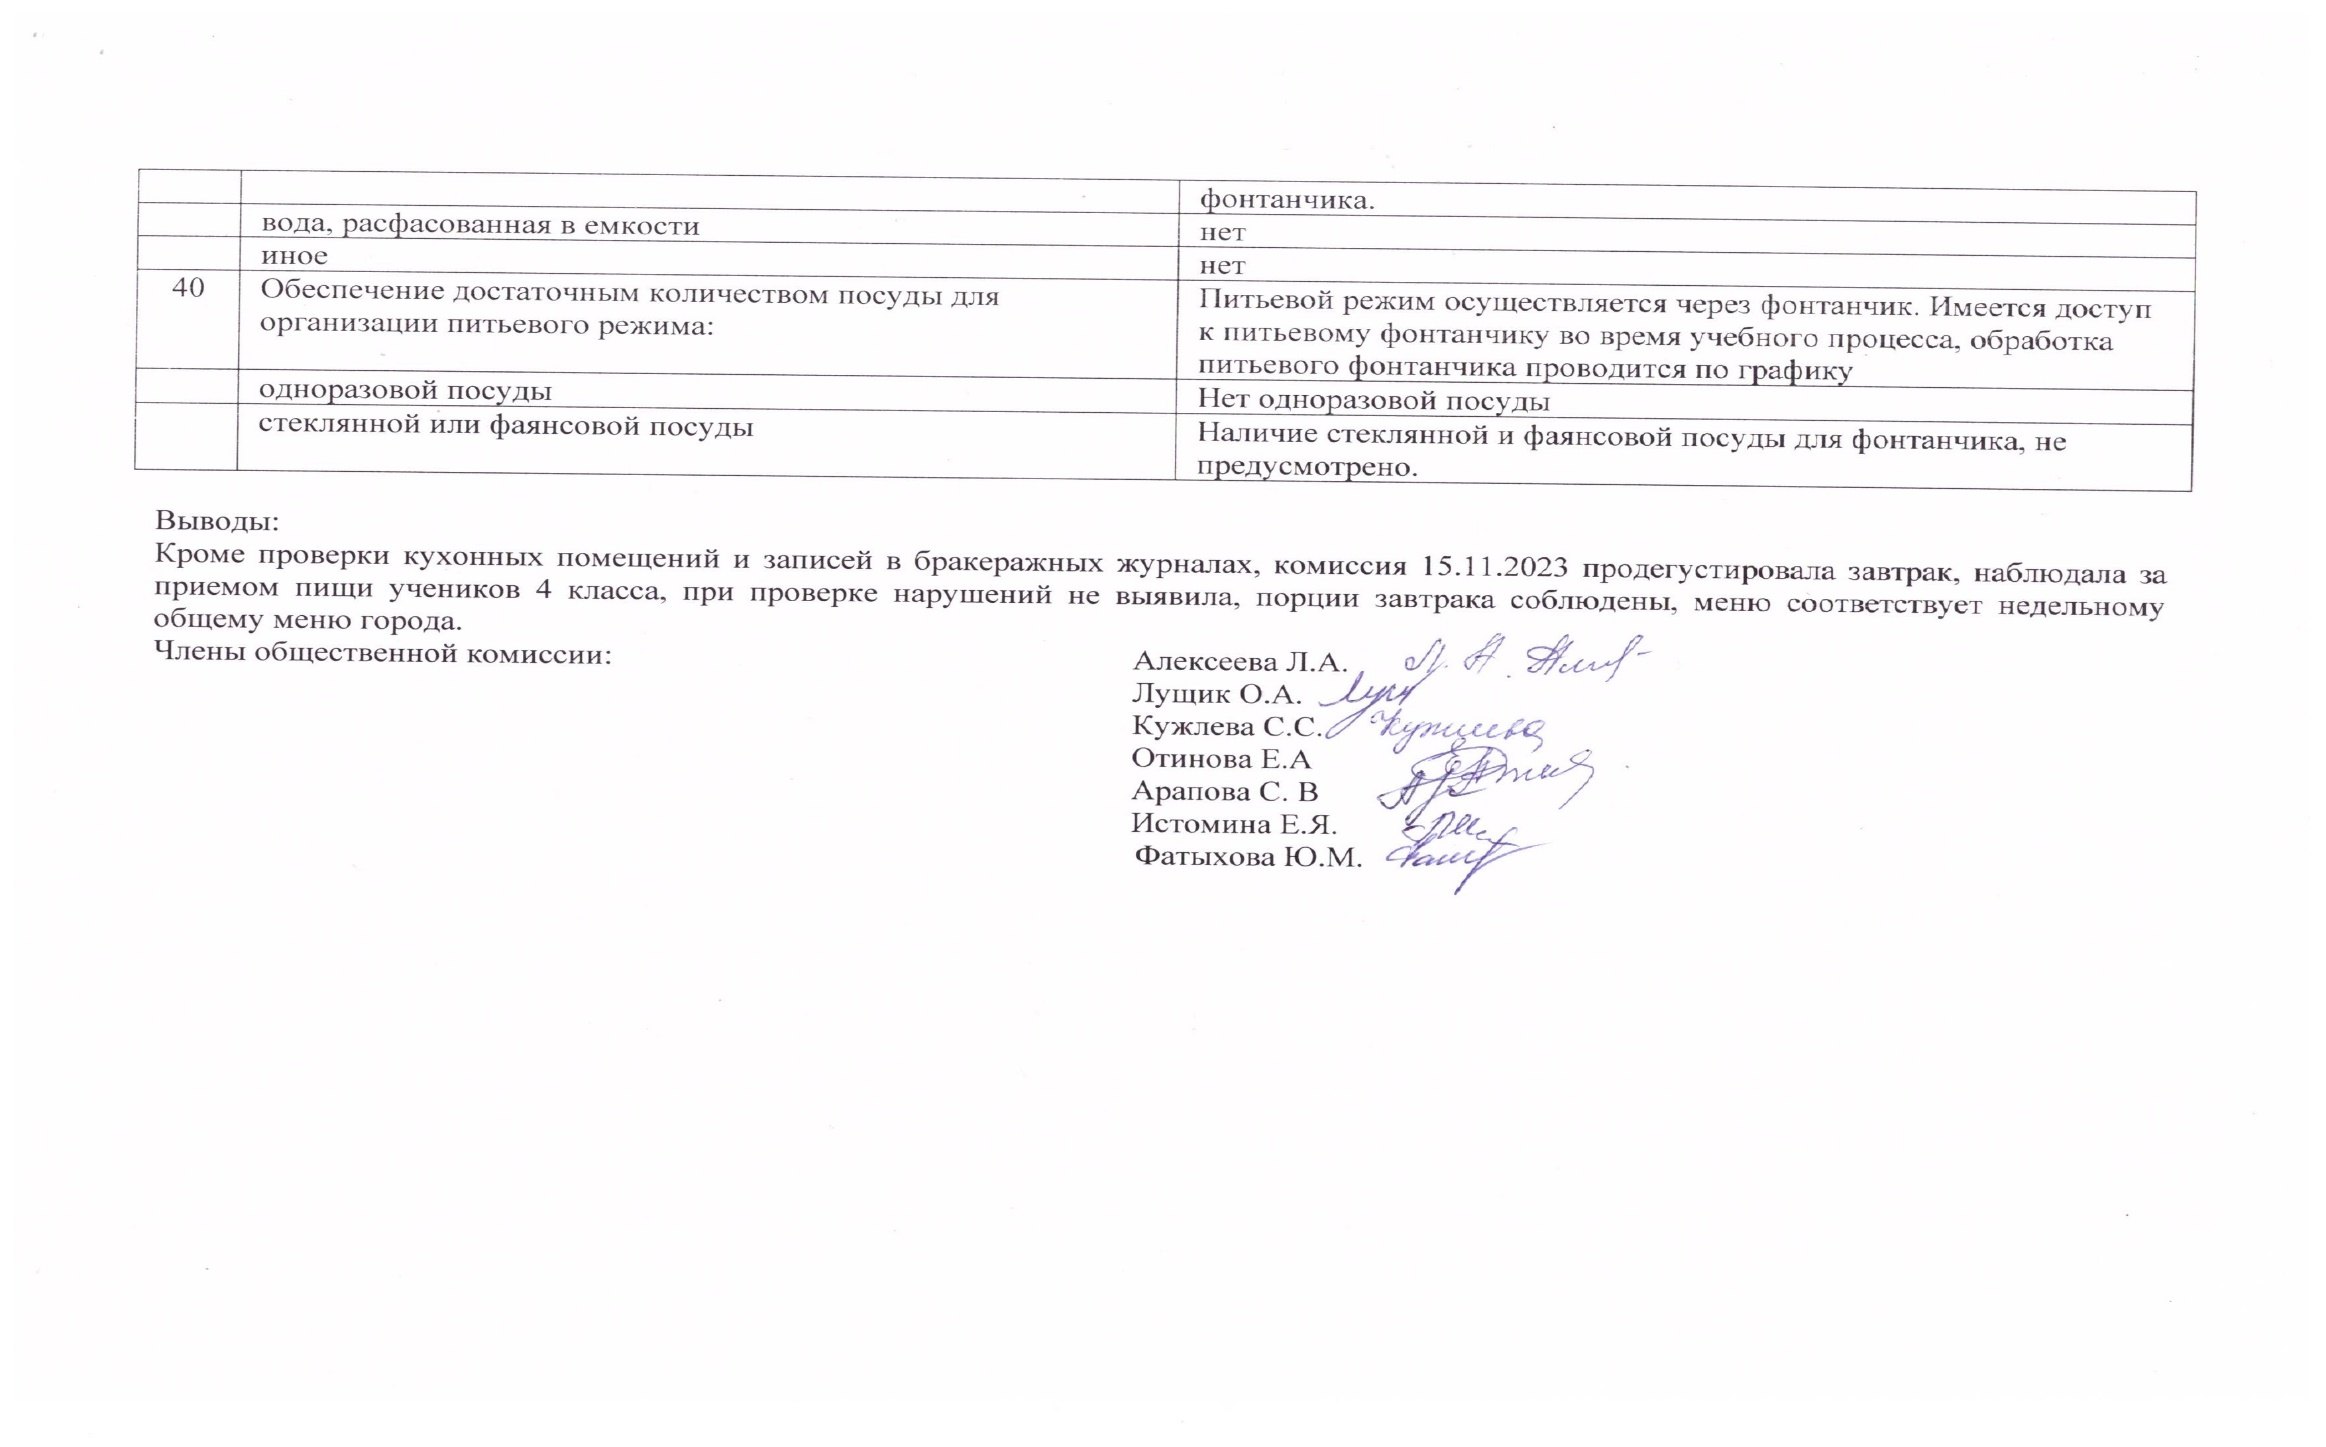 фонтанчика.
вода, расфасованная в емкости
нет
иное
нет
40
Обеспечение достаточным количеством посуды для
организации питьевого режима:
Питьевой режим осуществляется через фонтанчик. Имеется доступ
к питьевому фонтанчику во время учебного процесса, обработка
питьевого фонтанчика проводится по графику
одноразовой посуды
Нет одноразовой посуды
стеклянной или фаянсовой посуды
Наличие стеклянной и фаянсовой посуды для фонтанчика, не
предусмотрено.
Выводы:
Кроме проверки кухонных помещений и записей в бракеражных журналах, комиссия 15.11.2023 продегустировала завтрак, наблюдала за
приемом пищи учеников 4 класса, при проверке нарушений не выявила, порции завтрака соблюдены, меню соответствует недельному
общему меню города.
Члены общественной комиссии:
Алексеева Л.А.
Лущик О.А.
Кужлева С.С.
Отинова Е.А
Арапова С. В
Истомина Е.Я.
Фатыхова Ю.М.